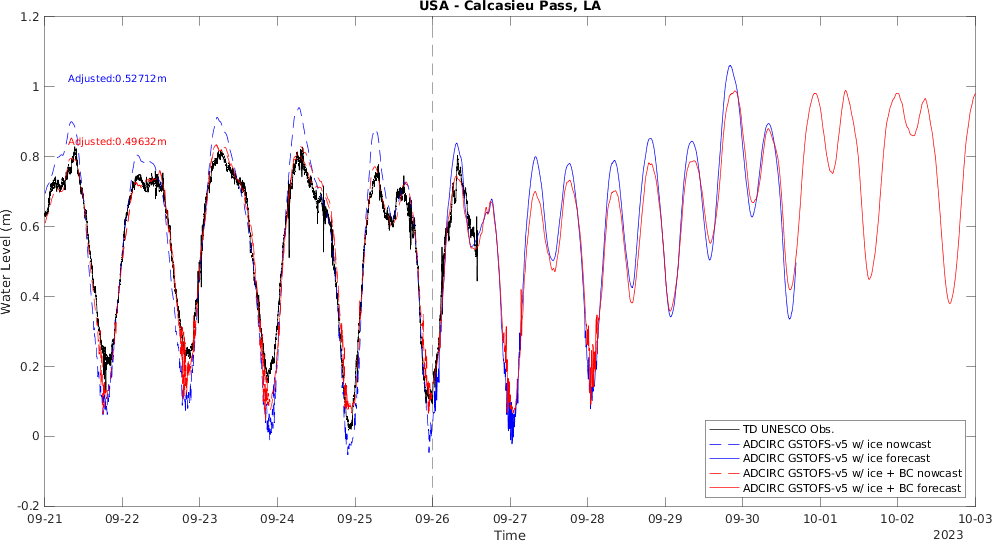 USA - Calcasieu Pass, LA
1.2
1
0.8
0.6
0.4
0.2
0
-0.2
Water Level (m)
Adjusted:0.52712m
Adjusted:0.49632m
TD UNESCO Obs.
ADCIRC GSTOFS-v5 w/ ice nowcast
ADCIRC GSTOFS-v5 w/ ice forecast
ADCIRC GSTOFS-v5 w/ ice + BC nowcast
ADCIRC GSTOFS-v5 w/ ice + BC forecast
09-21 09-22 09-23 09-24 09-25 09-26 09-27 09-28 09-29 09-30 10-01 10-02 10-03
Time
2023